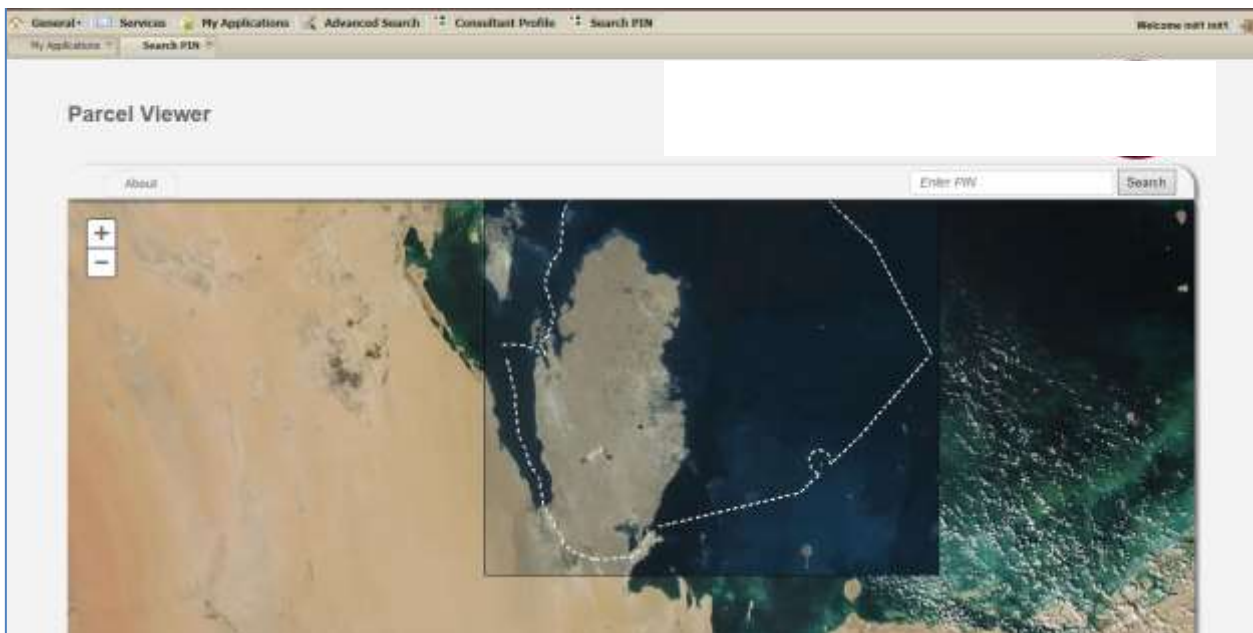 General Services My Applications Advanced Search Consultant Profile Search PIN Welcome
My Applications Search PIN
Parcel Viewer
About Enter PIN Search
+
−